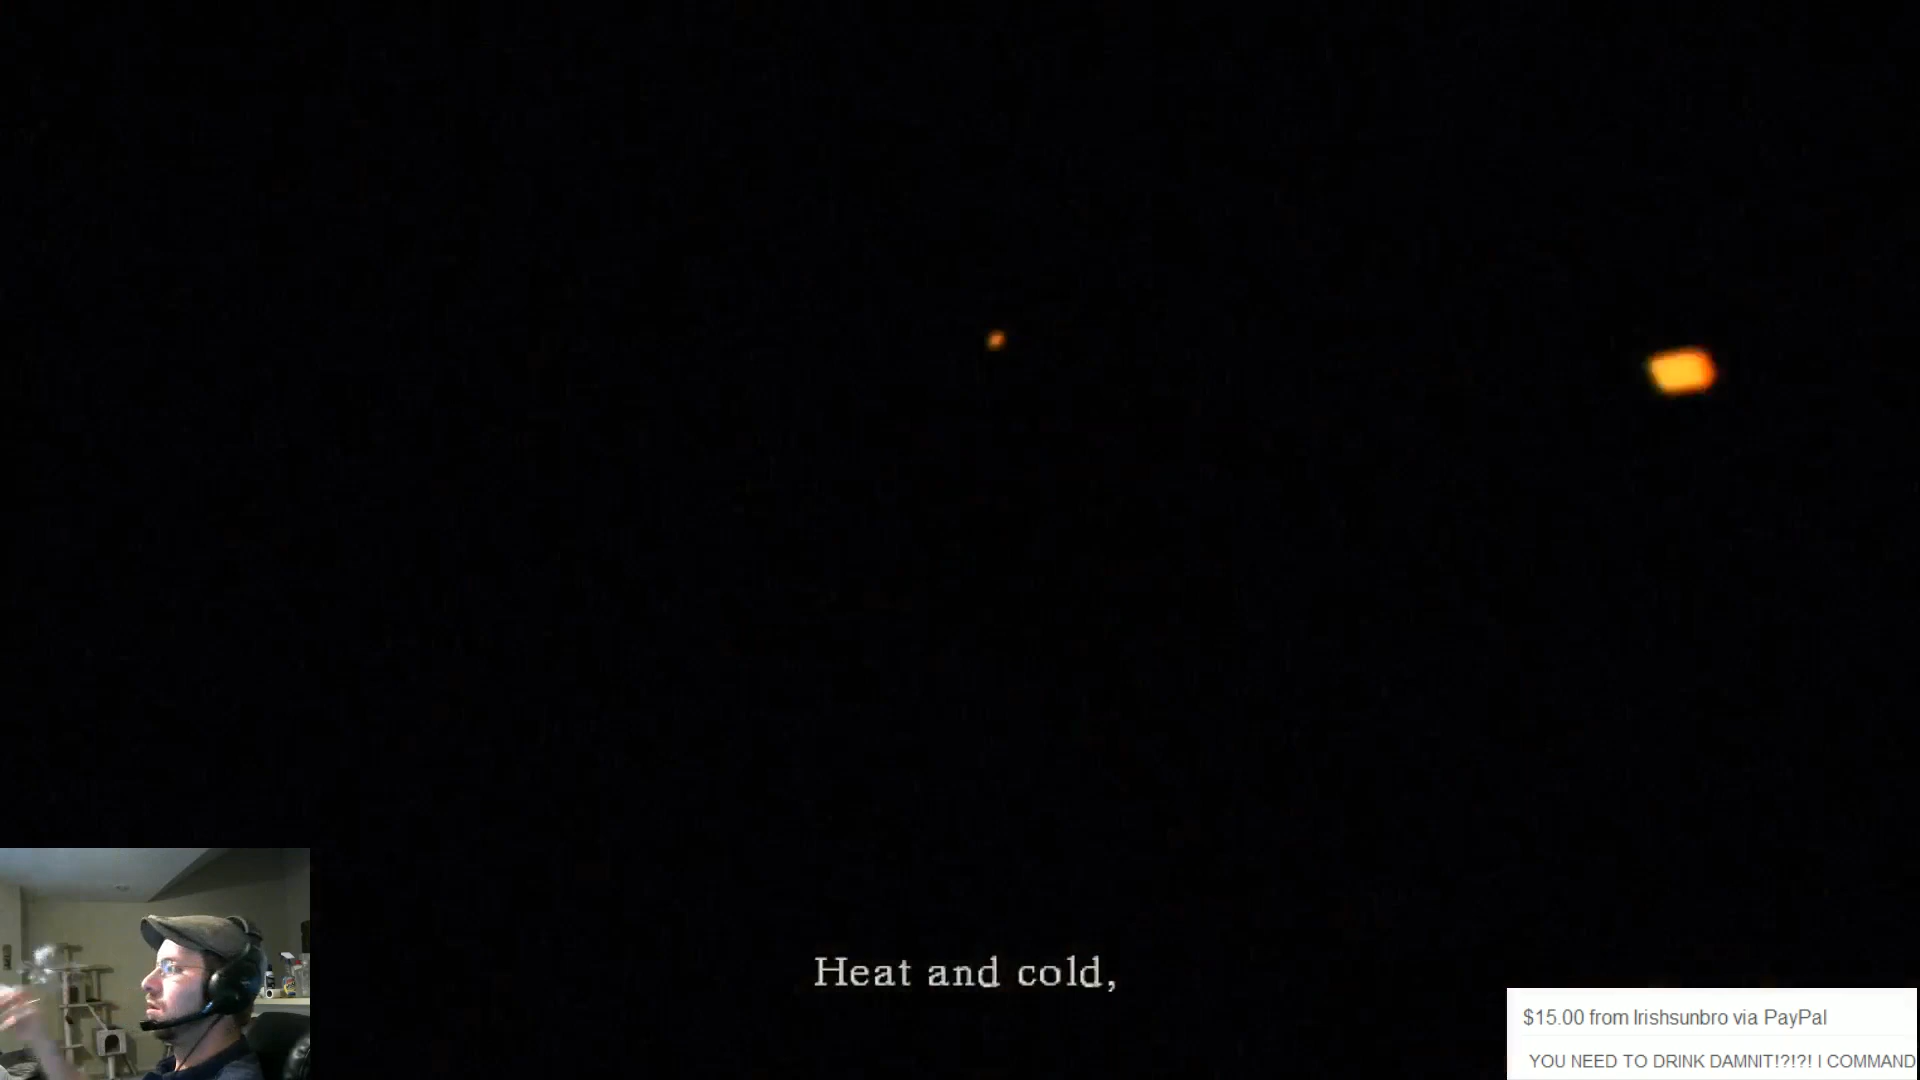 Heat and cold,
$15.00 from Irishsunbro via PayPal
YOU NEED TO DRINK DAMNIT!?!?! I COMMAND